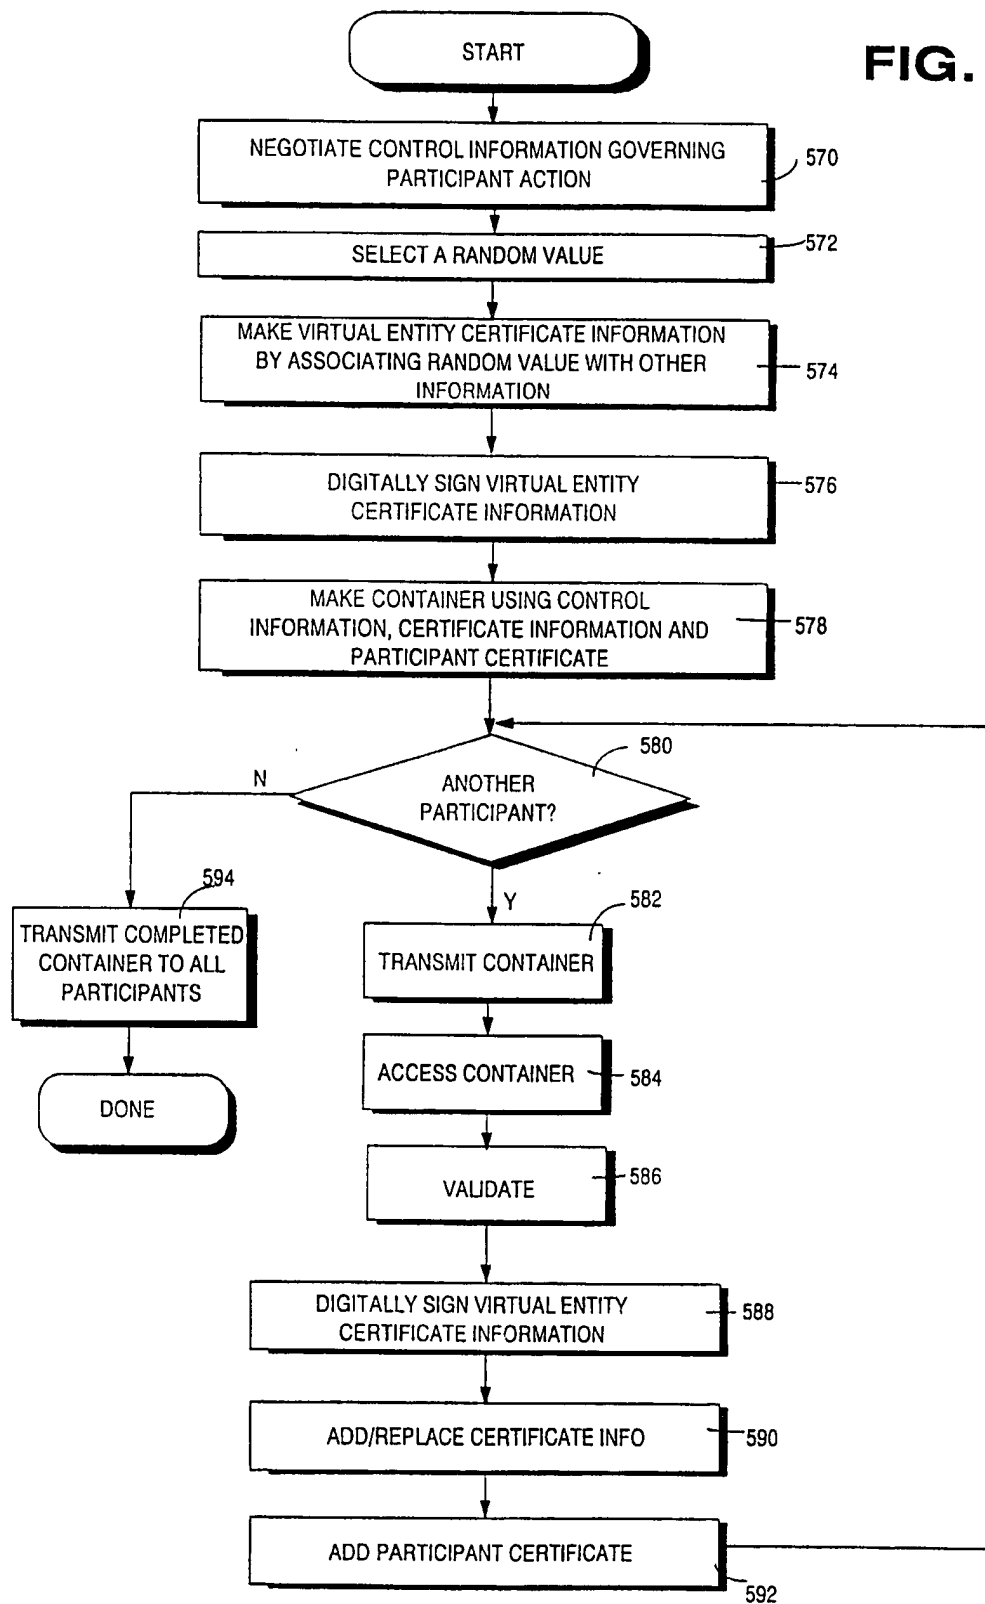 START
FIG.
NEGOTIATE CONTROL INFORMATION GOVERNING
PARTICIPANT ACTION
570
SELECT A RANDOM VALUE
572
MAKE VIRTUAL ENTITY CERTIFICATE INFORMATION
BY ASSOCIATING RANDOM VALUE WITH OTHER
INFORMATION
574
DIGITALLY SIGN VIRTUAL ENTITY
CERTIFICATE INFORMATION
576
MAKE CONTAINER USING CONTROL
INFORMATION, CERTIFICATE INFORMATION AND
PARTICIPANT CERTIFICATE
578
580
ANOTHER
PARTICIPANT?
N
Y
594
TRANSMIT COMPLETED
CONTAINER TO ALL
PARTICIPANTS
DONE
582
TRANSMIT CONTAINER
ACCESS CONTAINER
584
VALIDATE
586
DIGITALLY SIGN VIRTUAL ENTITY
CERTIFICATE INFORMATION
588
ADD/REPLACE CERTIFICATE INFO
590
ADD PARTICIPANT CERTIFICATE
592